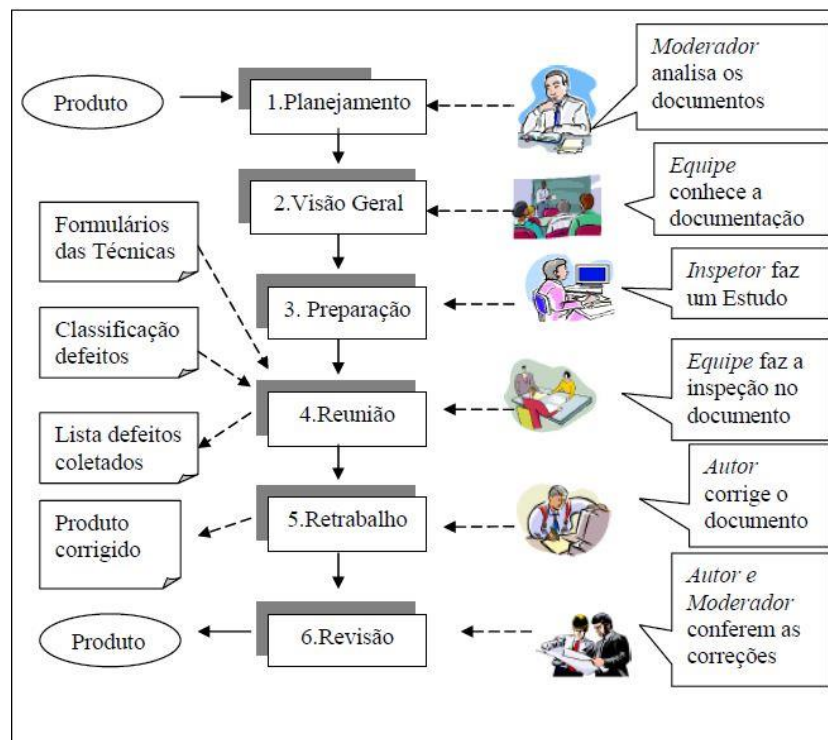 Produto
1.Planejamento
Moderador
analisa os
documentos
2.Visão Geral
Equipe
conhece a
documentação
Formulários
das Técnicas
3. Preparação
Inspetor faz
um Estudo
Classificação
defeitos
4.Reunião
Equipe faz a
inspeção no
documento
Lista defeitos
coletados
5.Retrabalho
Autor
corrige o
documento
Produto
corrigido
6.Revisão
Autor e
Moderador
conferem as
correções
Produto